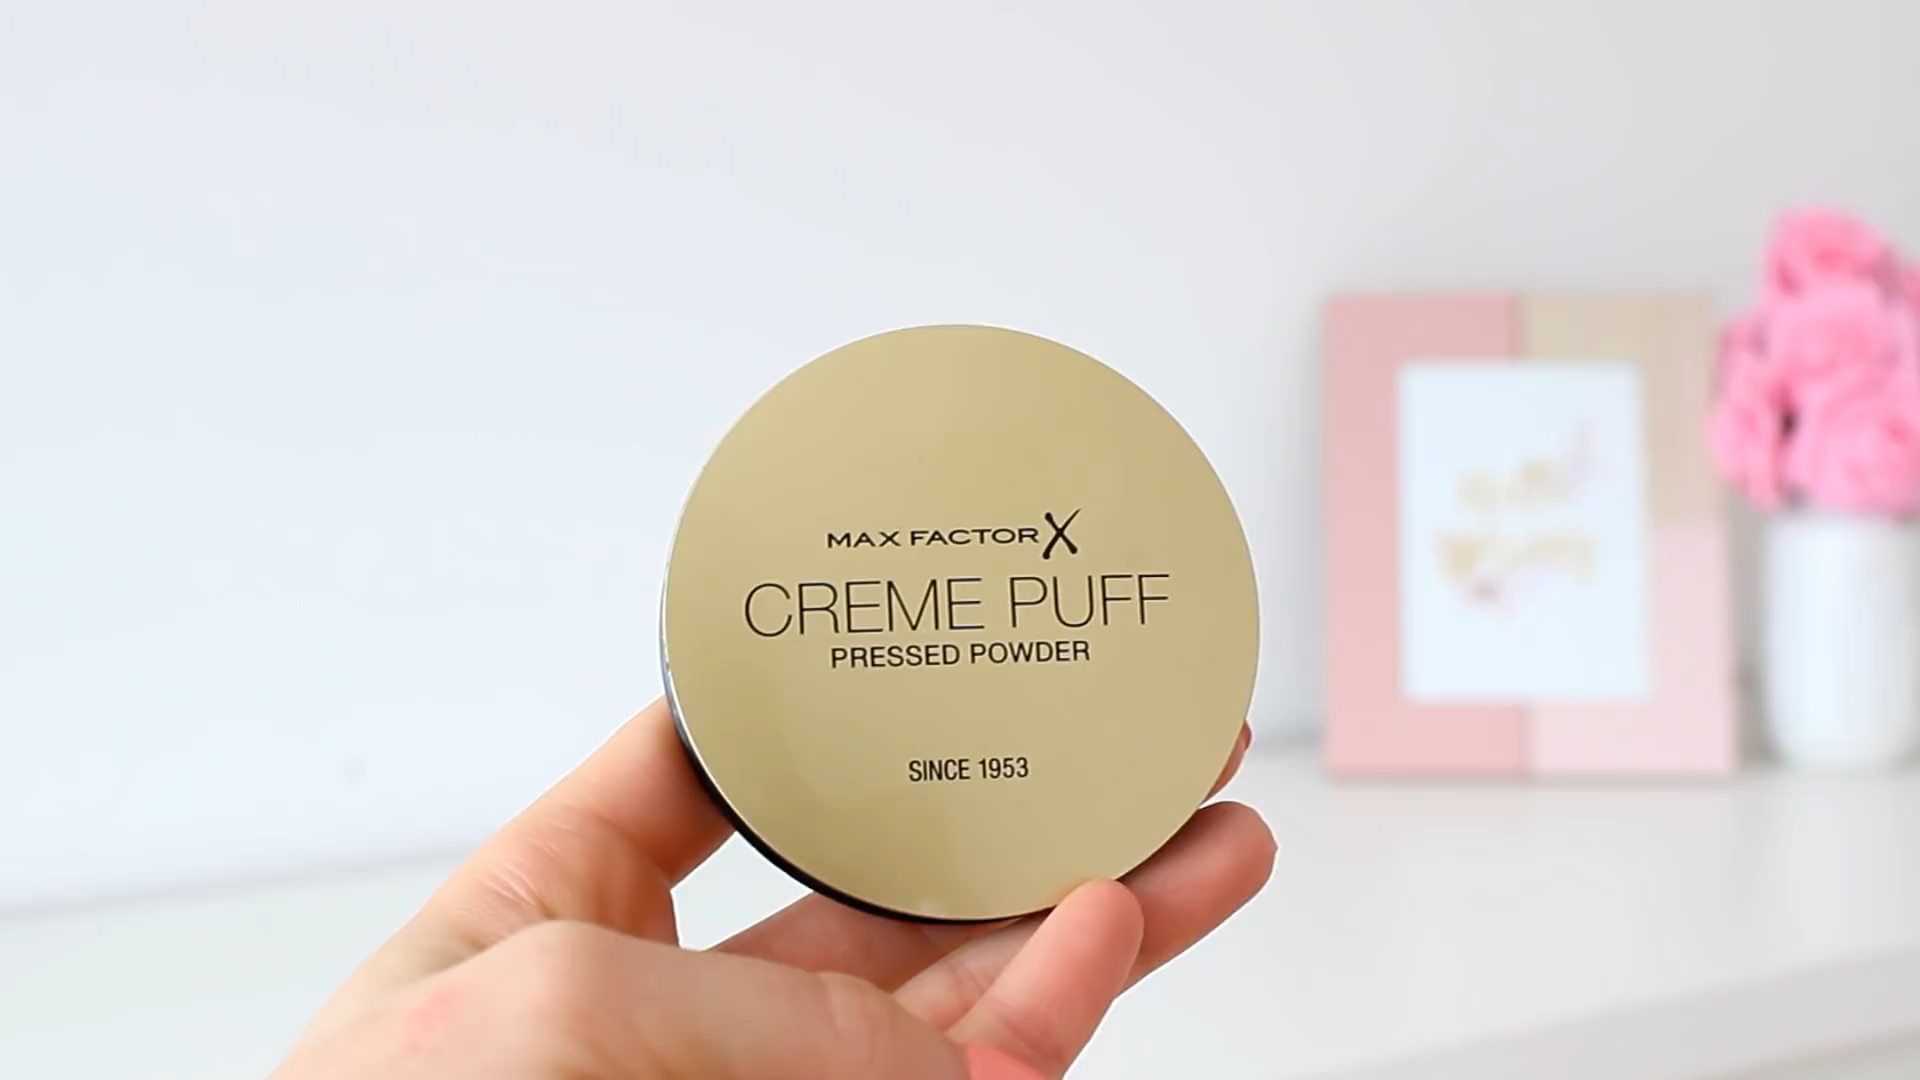 MAX FACTOR X
CREME PUFF
PRESSED POWDER
SINCE 1953